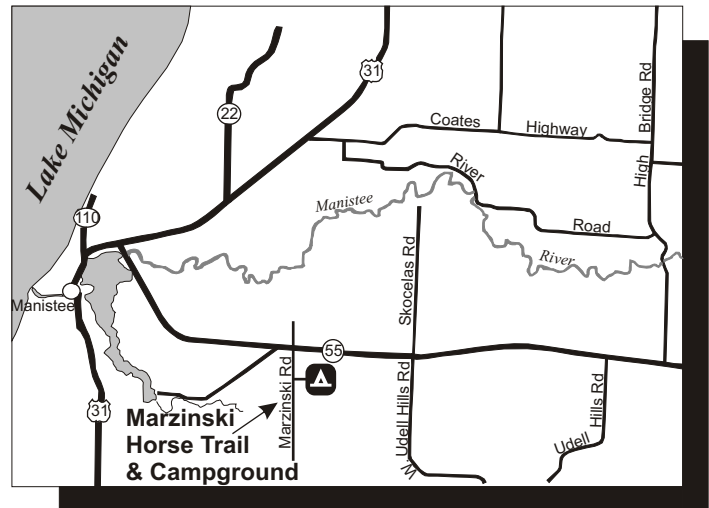 Lake Michigan
31
22
Coates Highway
High Bridge Rd
River Road
110
Manistee River
Skocelas Rd
Manistee
55
31
Marzinski Rd
W. Udell Hills Rd
Udell Hills Rd
Marzinski
Horse Trail
& Campground